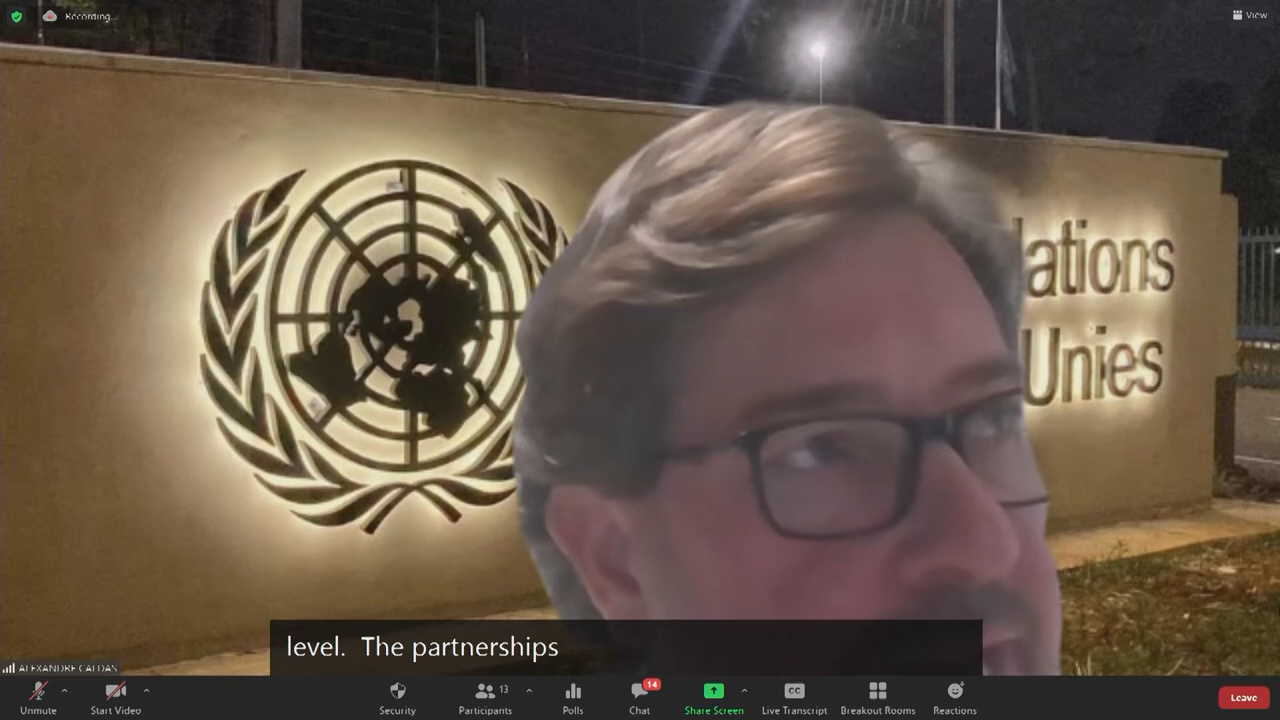 Recording...
View
lations
Unies
level.  The partnerships
ALEXANDRE CALDAS
Unmute
Start Video
Security
Participants 13
Polls
Chat 14
Share Screen
CC
Live Transcript
Breakout Rooms
Reactions
Leave